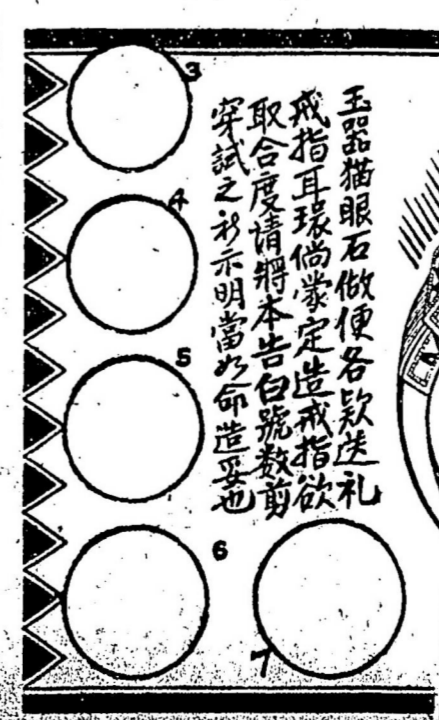 玉器猫眼石做便各欵送礼
戒指耳環倘蒙定造戒指欲
取合度請將本告白號数剪
穿試之祈示明當如命造妥也
3
4
5
6
7